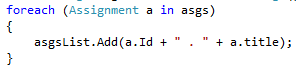 foreach (Assignment a in asgs)
{
    asgsList.Add(a.Id + " . " + a.title);
}